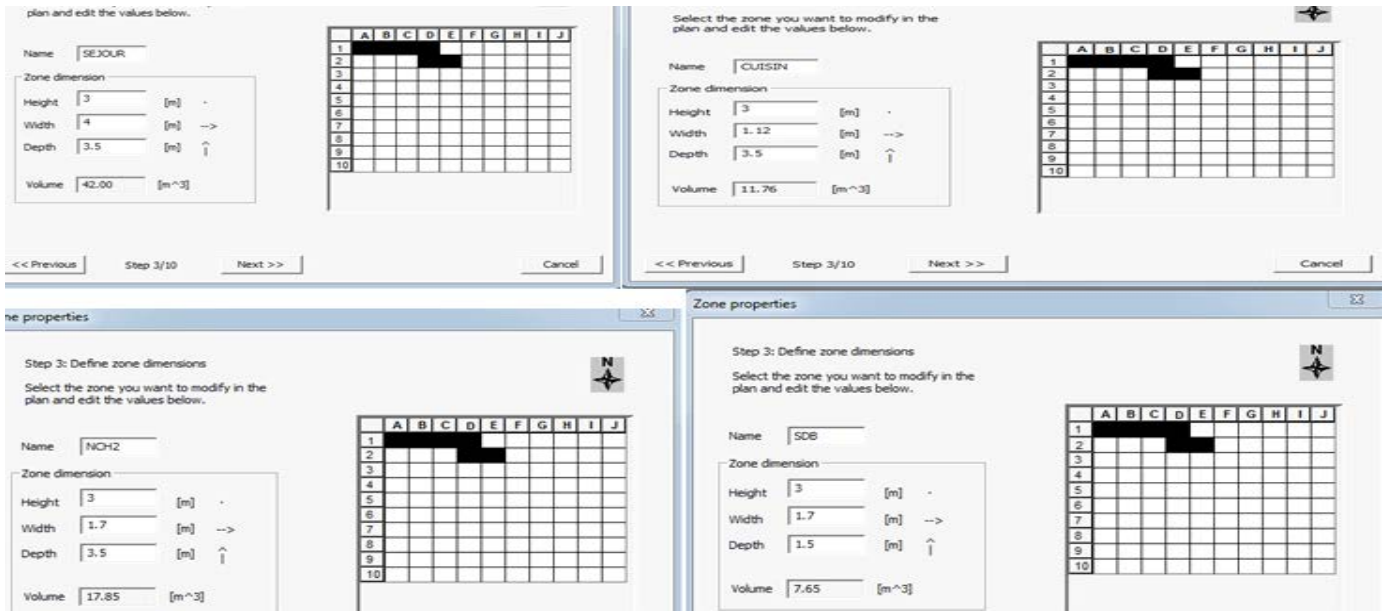 plan and edit the values below.
Name SEJOUR
Zone dimension
Height 3 [m] .
Width 4 [m] -->
Depth 3.5 [m] ^
Volume 42.00 [m^3]
A B C D E F G H I J
1
2
3
4
5
6
7
8
9
10
<< Previous Step 3/10 Next >> Cancel
Select the zone you want to modify in the
plan and edit the values below.
Name CUISIN
Zone dimension
Height 3 [m] .
Width 1.12 [m] -->
Depth 3.5 [m] ^
Volume 11.76 [m^3]
A B C D E F G H I J
1
2
3
4
5
6
7
8
9
10
<< Previous Step 3/10 Next >> Cancel
ne properties
Step 3: Define zone dimensions
N
Select the zone you want to modify in the
plan and edit the values below.
Name NCH2
Zone dimension
Height 3 [m] .
Width 1.7 [m] -->
Depth 3.5 [m] ^
Volume 17.85 [m^3]
A B C D E F G H I J
1
2
3
4
5
6
7
8
9
10
Zone properties
Step 3: Define zone dimensions
N
Select the zone you want to modify in the
plan and edit the values below.
Name SDB
Zone dimension
Height 3 [m] .
Width 1.7 [m] -->
Depth 1.5 [m] ^
Volume 7.65 [m^3]
A B C D E F G H I J
1
2
3
4
5
6
7
8
9
10